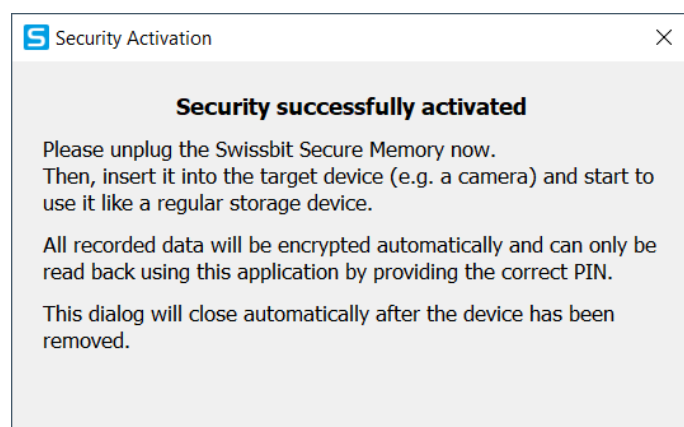 Security Activation
Security successfully activated
Please unplug the Swissbit Secure Memory now.
Then, insert it into the target device (e.g. a camera) and start to
use it like a regular storage device.
All recorded data will be encrypted automatically and can only be
read back using this application by providing the correct PIN.
This dialog will close automatically after the device has been
removed.